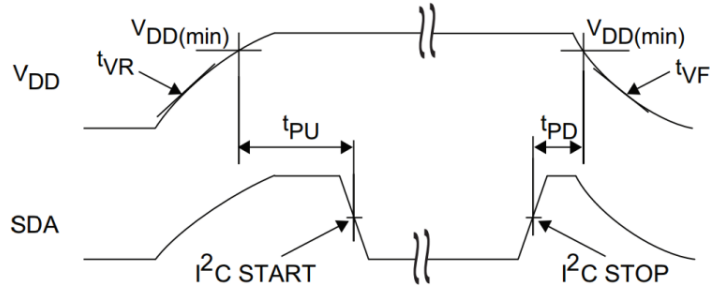 VDD(min)
VDD(min)
tVR
VDD
tVF
tPU
tPD
SDA
I2C START
I2C STOP